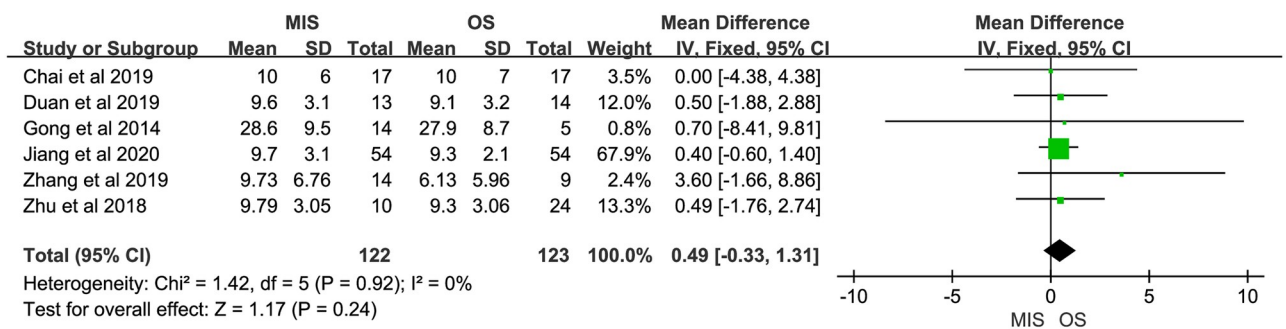 MIS OS Mean Difference Mean Difference
Study or Subgroup Mean SD Total Mean SD Total Weight IV, Fixed, 95% CI IV, Fixed, 95% CI
Chai et al 2019 10 6 17 10 7 17 3.5% 0.00 [-4.38, 4.38]
Duan et al 2019 9.6 3.1 13 9.1 3.2 14 12.0% 0.50 [-1.88, 2.88]
Gong et al 2014 28.6 9.5 14 27.9 8.7 5 0.8% 0.70 [-8.41, 9.81]
Jiang et al 2020 9.7 3.1 54 9.3 2.1 54 67.9% 0.40 [-0.60, 1.40]
Zhang et al 2019 9.73 6.76 14 6.13 5.96 9 2.4% 3.60 [-1.66, 8.86]
Zhu et al 2018 9.79 3.05 10 9.3 3.06 24 13.3% 0.49 [-1.76, 2.74]
Total (95% CI) 122 123 100.0% 0.49 [-0.33, 1.31]
Heterogeneity: Chi² = 1.42, df = 5 (P = 0.92); I² = 0%
Test for overall effect: Z = 1.17 (P = 0.24)
-10 -5 0 5 10
MIS OS